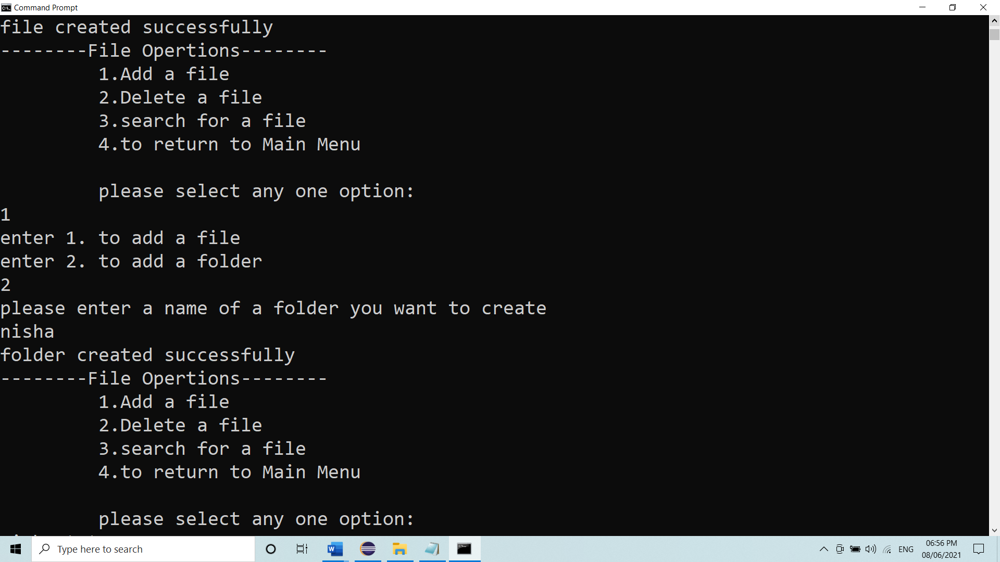 Command Prompt
file created successfully
--------File Opertions--------
1.Add a file
2.Delete a file
3.search for a file
4.to return to Main Menu
please select any one option:
1
enter 1. to add a file
enter 2. to add a folder
2
please enter a name of a folder you want to create
nisha
folder created successfully
--------File Opertions--------
1.Add a file
2.Delete a file
3.search for a file
4.to return to Main Menu
please select any one option:
Type here to search
ENG
06:56 PM
08/06/2021